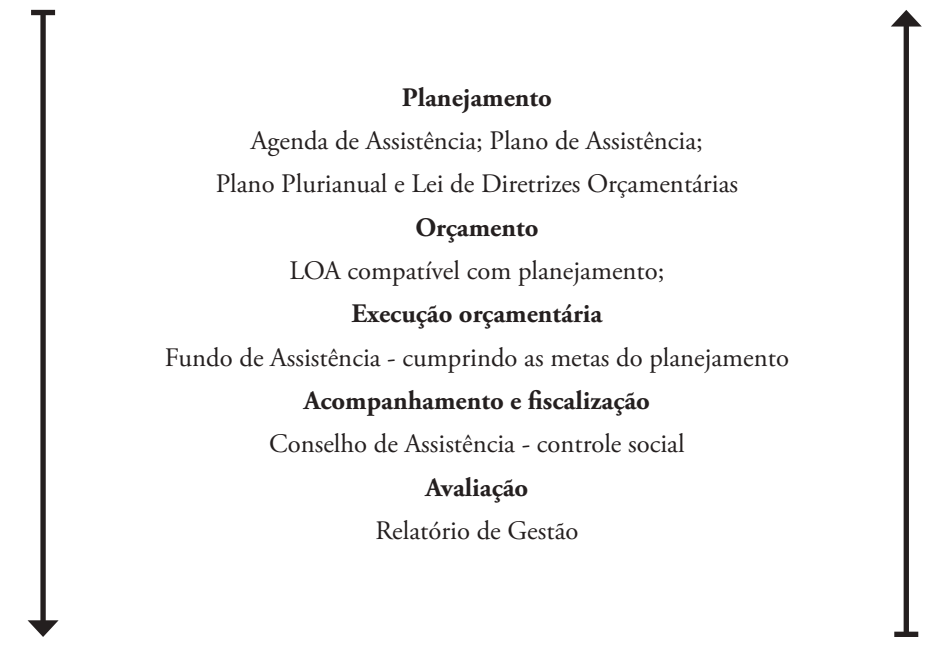 Planejamento
Agenda de Assistência; Plano de Assistência;
Plano Plurianual e Lei de Diretrizes Orçamentárias
Orçamento
LOA compatível com planejamento;
Execução orçamentária
Fundo de Assistência - cumprindo as metas do planejamento
Acompanhamento e fiscalização
Conselho de Assistência - controle social
Avaliação
Relatório de Gestão